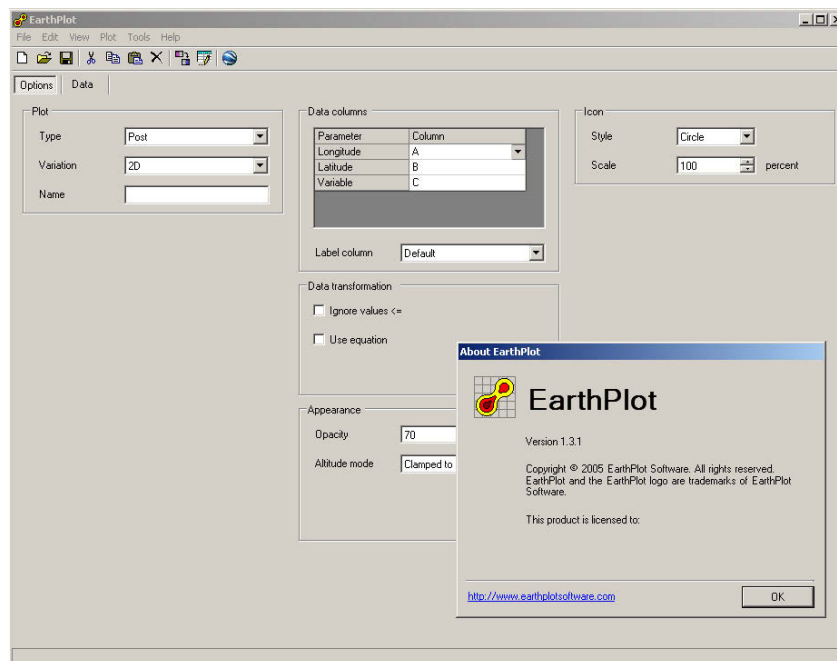 EarthPlot
File Edit View Plot Tools Help
Options Data
Plot
Type Post
Variation 2D
Name
Data columns
Parameter Column
Longitude A
Latitude B
Variable C
Label column Default
Data transformation
Ignore values <=
Use equation
Appearance
Opacity 70
Altitude mode Clamped to
Icon
Style Circle
Scale 100 percent
About EarthPlot
EarthPlot
Version 1.3.1
Copyright © 2005 EarthPlot Software. All rights reserved.
EarthPlot and the EarthPlot logo are trademarks of EarthPlot
Software.
This product is licensed to:
http://www.earthplotsoftware.com
OK